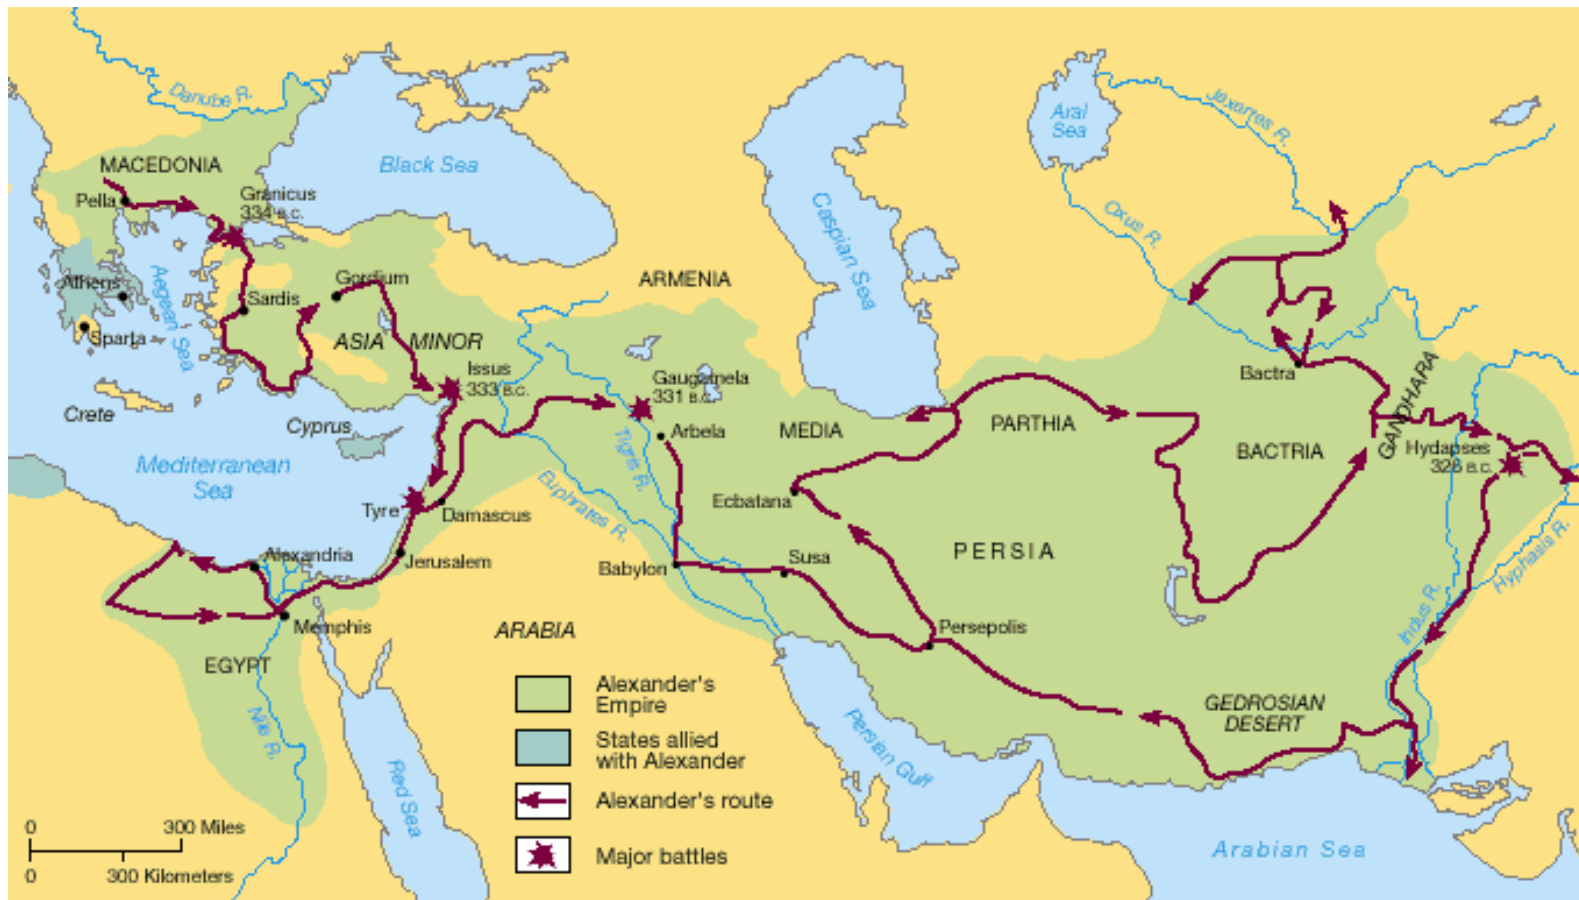 Danube R.
MACEDONIA
Pella
Granicus
334 B.C.
Black Sea
Aral
Sea
Jaxartes R.
Oxus R.
Caspian Sea
Athens
Aegean Sea
Sparta
Sardis
Gordium
ARMENIA
ASIA MINOR
Issus
333 B.C.
Gaugamela
331 B.C.
Bactra
GANDHARA
Crete
Cyprus
Arbela
MEDIA
PARTHIA
BACTRIA
Hydapses
326 B.C.
Mediterranean
Sea
Tigris R.
Euphrates R.
Ecbatana
Tyre
Damascus
Alexandria
Jerusalem
Babylon
Susa
PERSIA
Hyphasis R.
Indus R.
Memphis
ARABIA
Persepolis
EGYPT
Nile R.
Red Sea
Persian Gulf
GEDROSIAN
DESERT
Arabian Sea
Alexander's
Empire
States allied
with Alexander
Alexander's route
Major battles
0 300 Miles
0 300 Kilometers